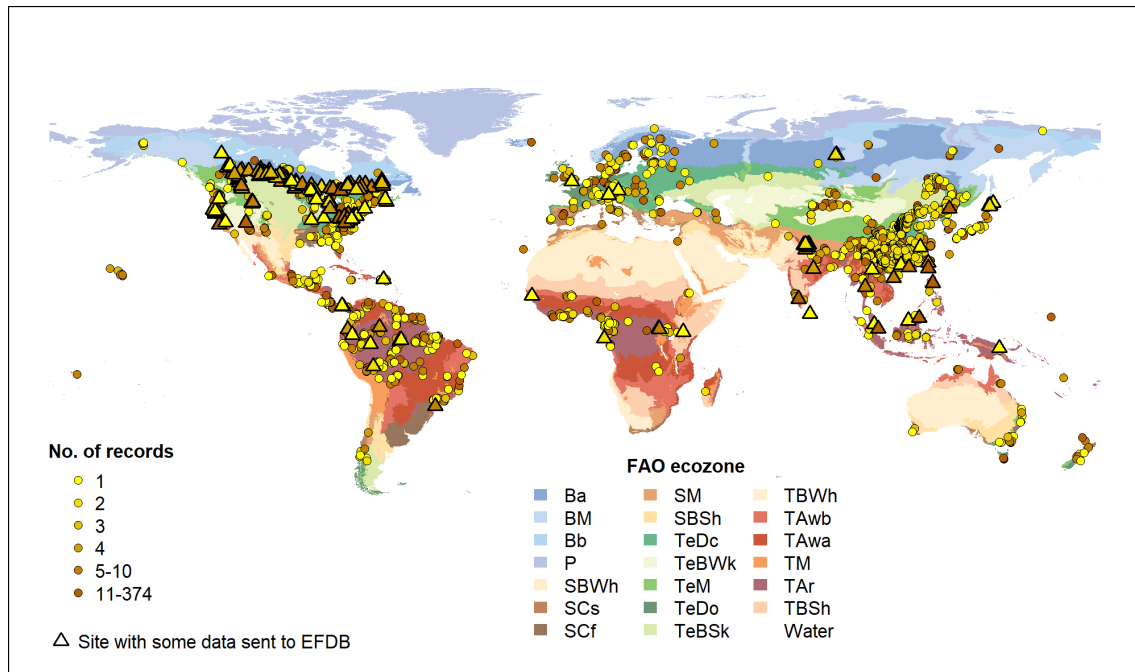 No. of records
1
2
3
4
5-10
11-374
Site with some data sent to EFDB
FAO ecozone
Ba
BM
Bb
P
SBWh
SCs
SCf
SM
SBSh
TeDc
TeBWk
TeM
TeDo
TeBSk
TBWh
TAwb
TAwa
TM
TAr
TBSh
Water